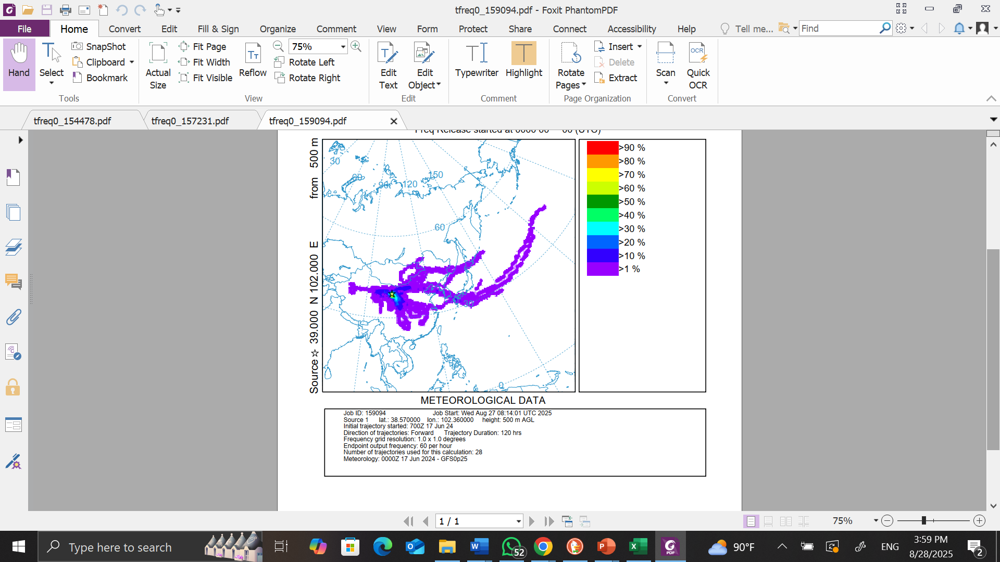 tfreq0_159094.pdf - Foxit PhantomPDF
File
Home
Convert
Edit
Fill & Sign
Organize
Comment
View
Form
Protect
Share
Connect
Accessibility
Help
Tell me...
Find
Hand
Select
SnapShot
Clipboard
Bookmark
Tools
Actual
Size
Fit Page
Fit Width
Fit Visible
Reflow
75%
Rotate Left
Rotate Right
View
Edit
Text
Edit
Object
Edit
Typewriter
Highlight
Comment
Rotate
Pages
Insert
Delete
Extract
Page Organization
Scan
OCR
Quick
OCR
Convert
tfreq0_154478.pdf
tfreq0_157231.pdf
tfreq0_159094.pdf
Source ☆ 39.000 N 102.000 E from 500 m
30
60
90
120
150
60
30
0
>90 %
>80 %
>70 %
>60 %
>50 %
>40 %
>30 %
>20 %
>10 %
>1 %
METEOROLOGICAL DATA
Job ID: 159094 Job Start: Wed Aug 27 08:14:01 UTC 2025
Source 1 lat.: 38.570000 lon.: 102.360000 height: 500 m AGL
Initial trajectory started: 700Z 17 Jun 24
Direction of trajectories: Forward Trajectory Duration: 120 hrs
Frequency grid resolution: 1.0 x 1.0 degrees
Endpoint output frequency: 60 per hour
Number of trajectories used for this calculation: 28
Meteorology: 0000Z 17 Jun 2024 - GFS0p25
1 / 1
75%
Type here to search
52
PDF
90°F
ENG
3:59 PM
8/28/2025
2